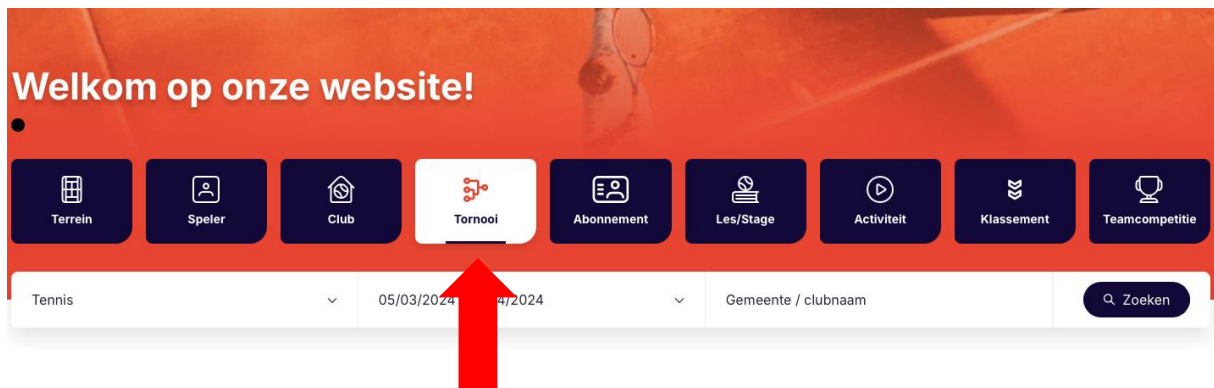 Welkom op onze website!
Terrein
Speler
Club
Tornooi
Abonnement
Les/Stage
Activiteit
Klassement
Teamcompetitie
Tennis
05/03/2024 4/2024
Gemeente / clubnaam
Zoeken